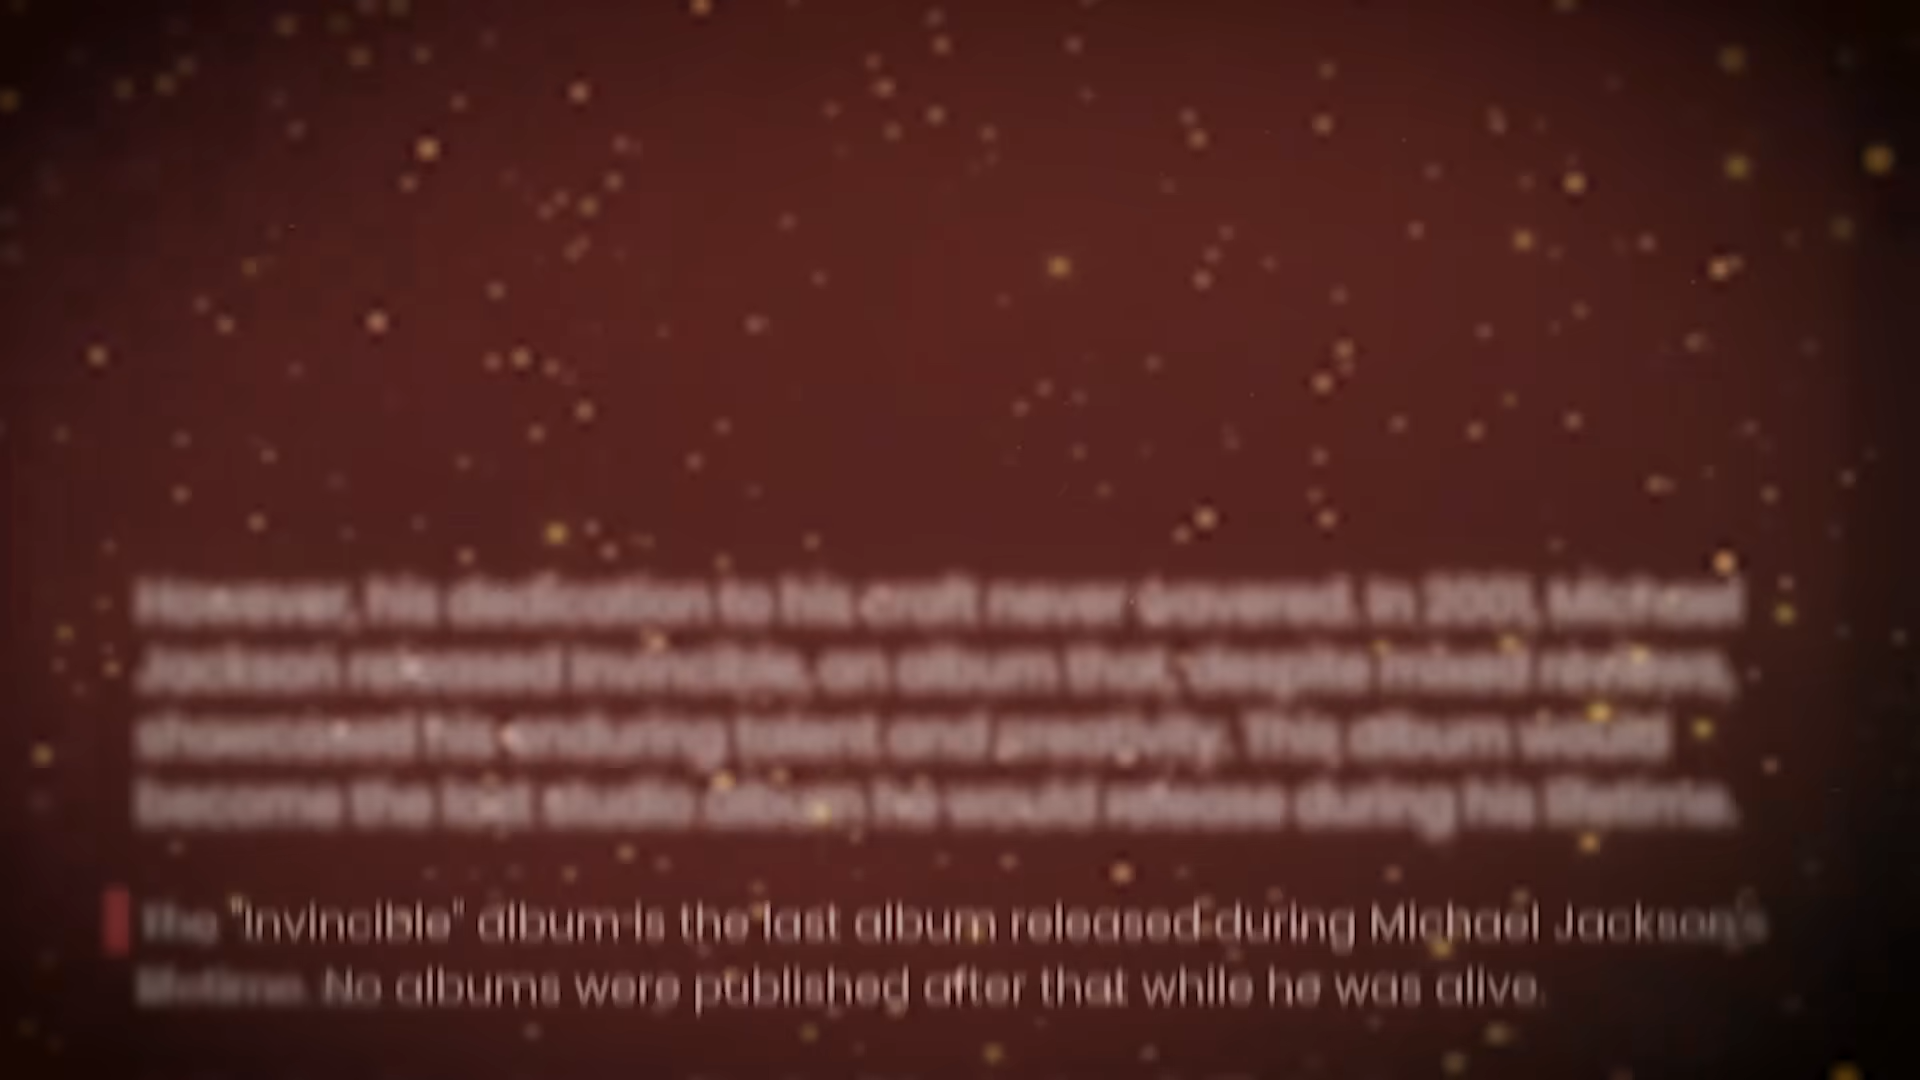 However, his dedication to his craft never wavered. In 2001, Michael
Jackson released Invincible, an album that, despite mixed reviews,
showcased his enduring talent and creativity. This album would
become the last studio album he would release during his lifetime.
The "Invincible" album is the last album released during Michael Jackson's
lifetime. No albums were published after that while he was alive.